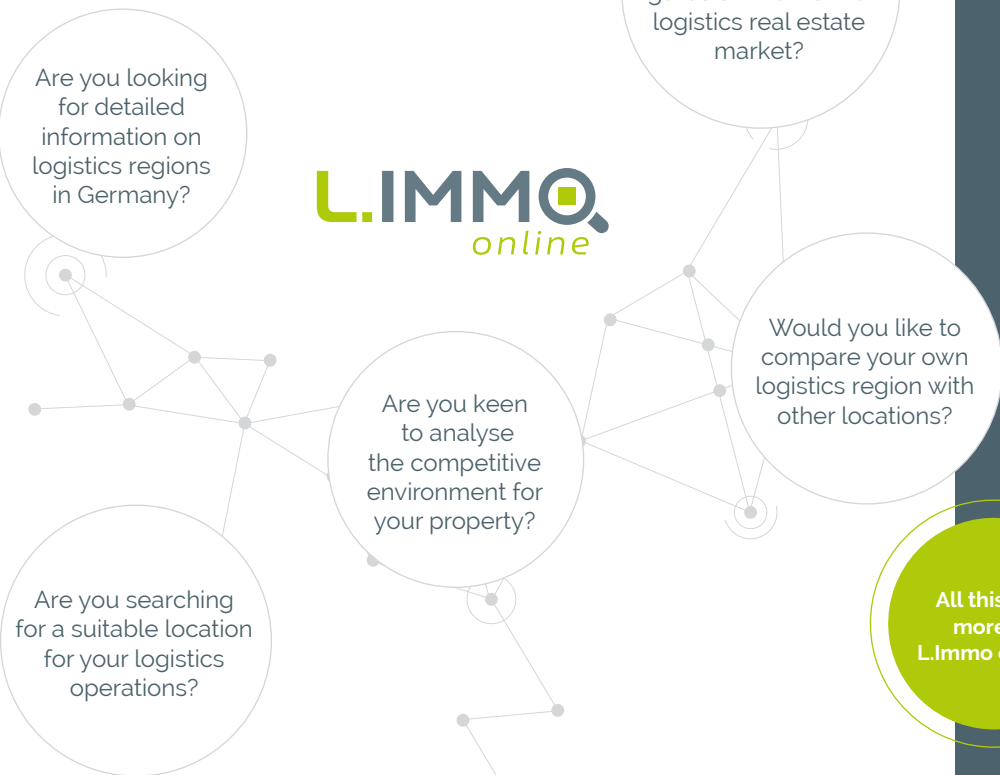 logistics real estate
market?
Are you looking
for detailed
information on
logistics regions
in Germany?
L.IMMO
online
Would you like to
compare your own
logistics region with
other locations?
Are you keen
to analyse
the competitive
environment for
your property?
Are you searching
for a suitable location
for your logistics
operations?
All this
more
L.Immo